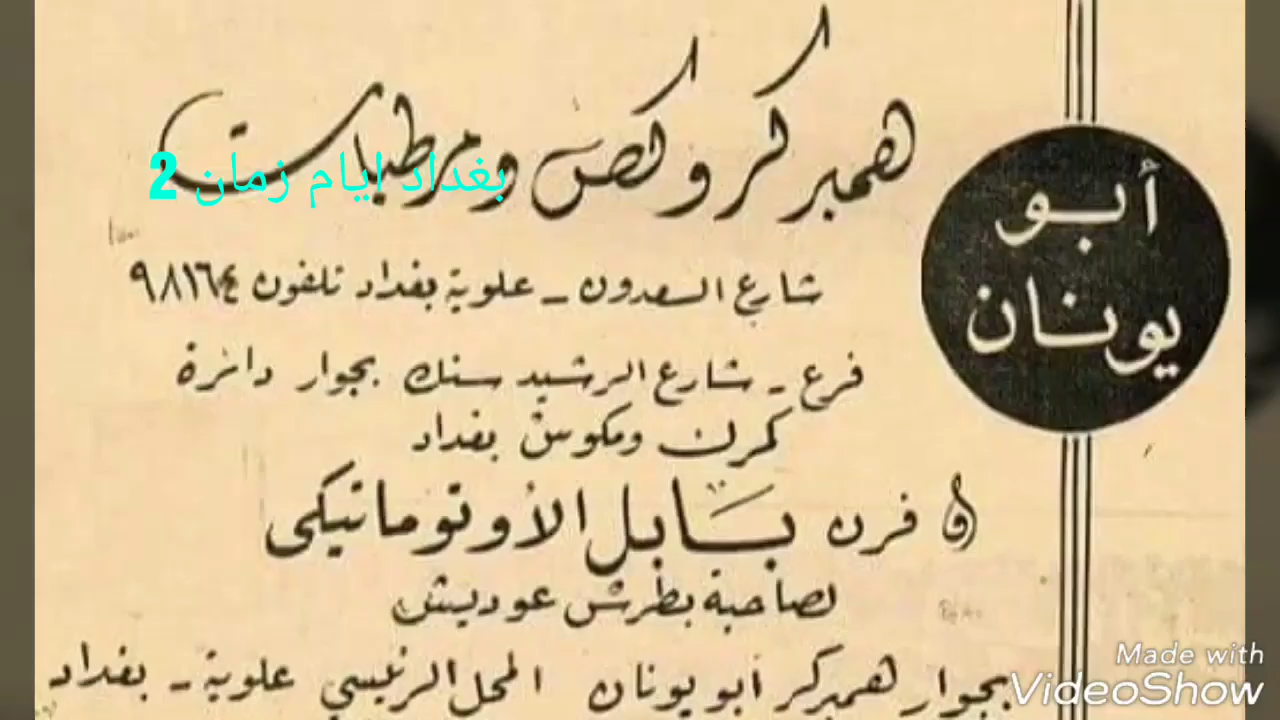 همبركر وكص ومرطبات
بغداد ايام زمان 2
أبو
يونان
شارع السعدون - علوية بغداد تلفون ٩٨١٦٤
فرع - شارع الرشيد سنك بجوار دائرة
كمرك ومكوس بغداد
و فرن بابل الأوتوماتيكي
لصاحبه بطرس عوديش
بجوار همبركر أبو يونان المحل الرئيسي علوية - بغداد
Made with
VideoShow